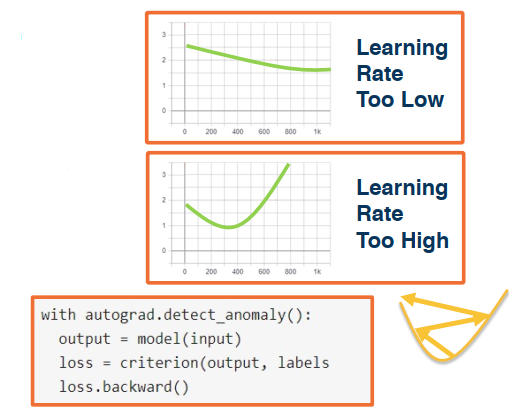 3
2
1
0
0 200 400 600 800 1k
Learning
Rate
Too Low
3
2
1
0
0 200 400 600 800 1k
Learning
Rate
Too High
with autograd.detect_anomaly():
output = model(input)
loss = criterion(output, labels
loss.backward()